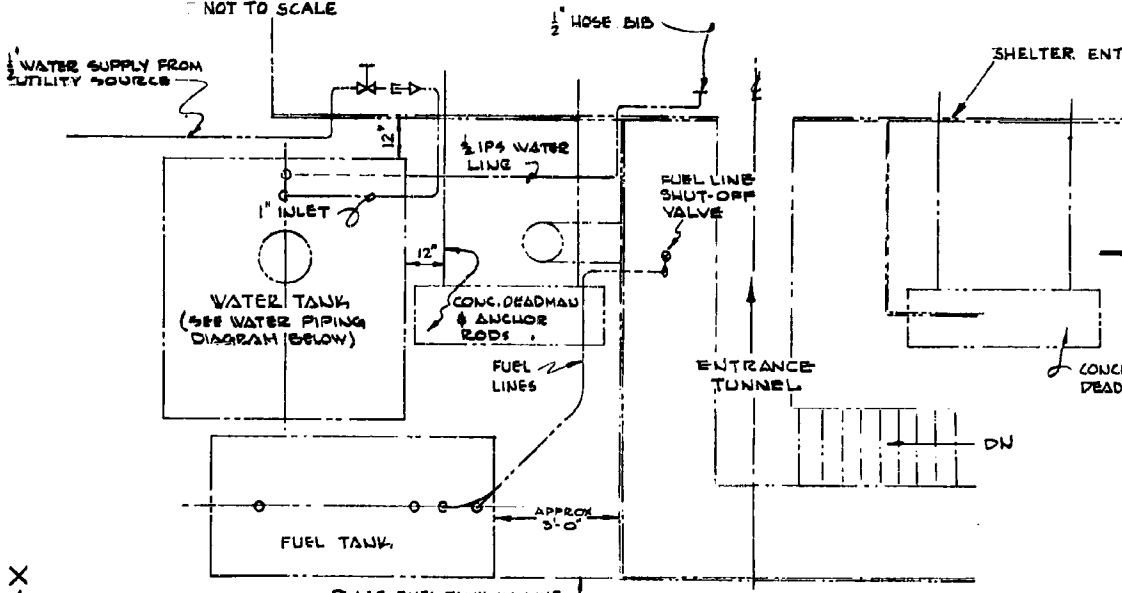 NOT TO SCALE
½" HOSE BIB
½" WATER SUPPLY FROM
UTILITY SOURCE
SHELTER ENT
12"
½ IPS WATER
LINE
FUEL LINE
SHUT-OFF
VALVE
1" INLET
12"
WATER TANK
(SEE WATER PIPING
DIAGRAM BELOW)
CONC. DEADMAN
& ANCHOR
RODS
FUEL
LINES
ENTRANCE
TUNNEL
CONC
DEAD
DN
APPROX
3'-0"
FUEL TANK
X